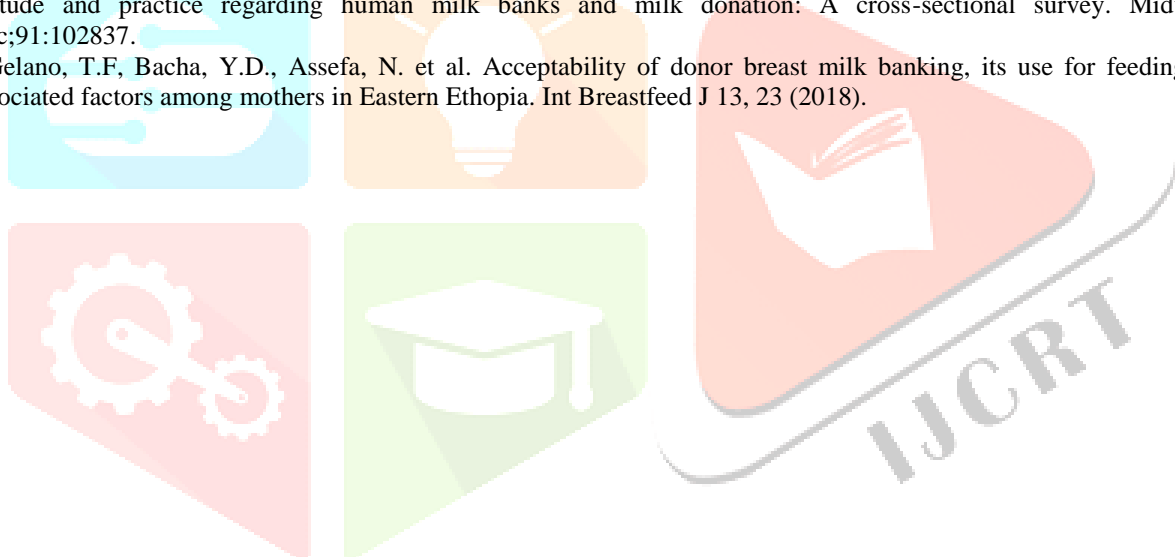 tude and practice regarding human milk banks and milk donation: A cross-sectional survey. Mid
c;91:102837.
Gelano, T.F, Bacha, Y.D., Assefa, N. et al. Acceptability of donor breast milk banking, its use for feeding
ociated factors among mothers in Eastern Ethopia. Int Breastfeed J 13, 23 (2018).
IJCRT